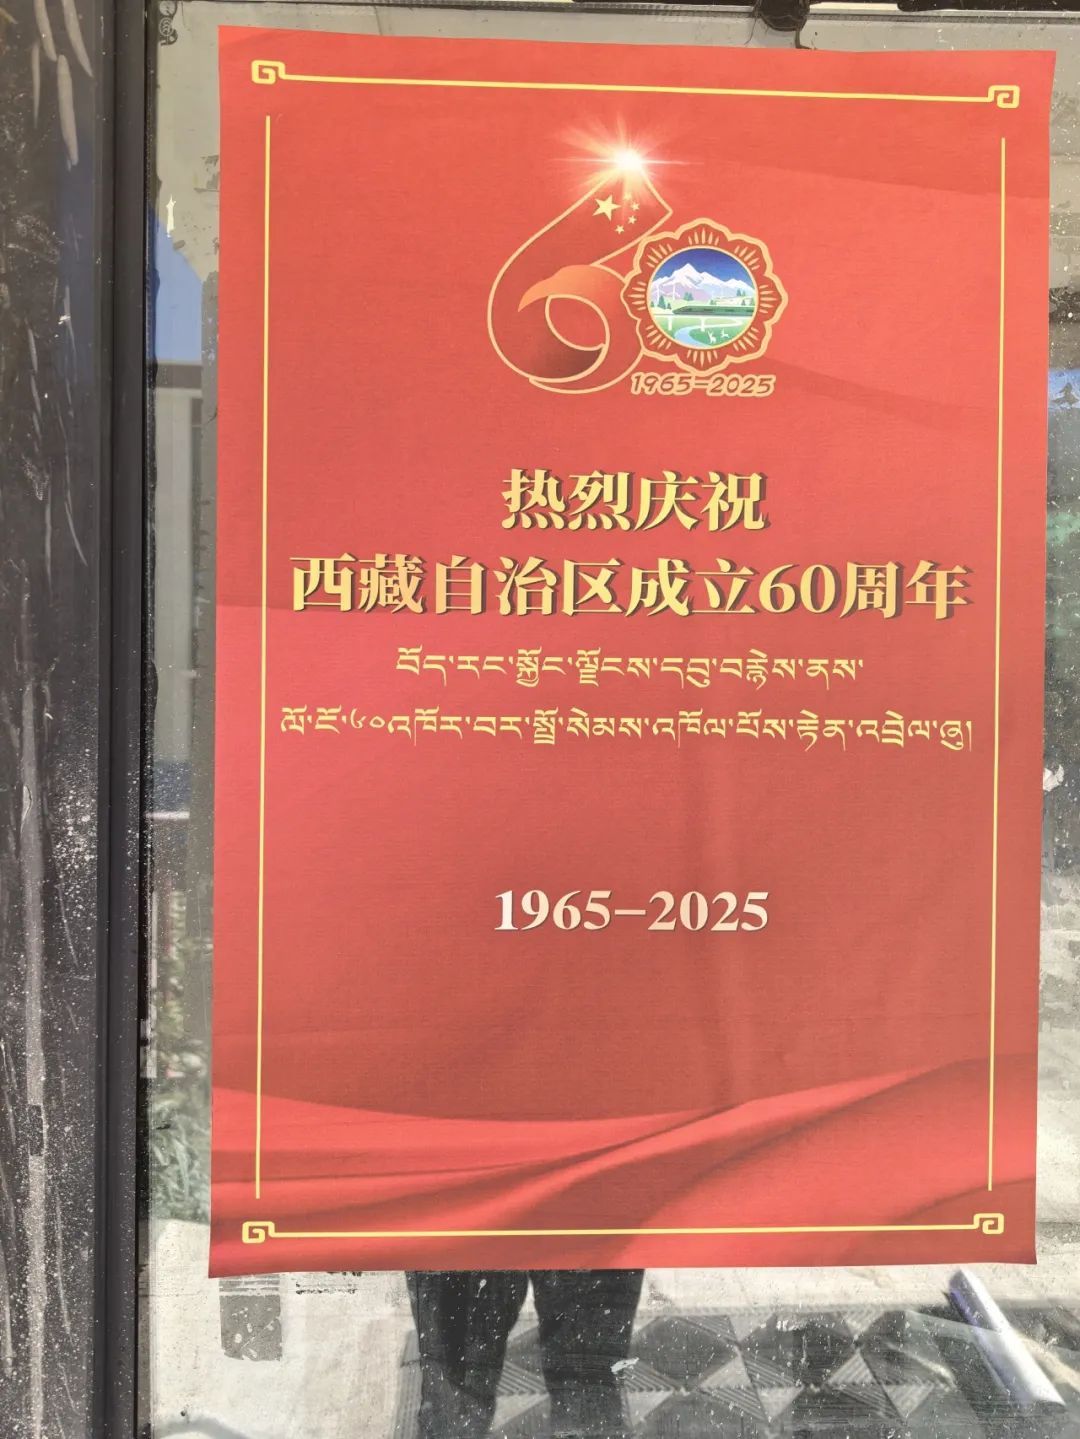 60
1965-2025
热烈庆祝
西藏自治区成立60周年
བོད་རང་སྐྱོང་ལྗོངས་དབུ་བརྙེས་ནས་
ལོ་ངོ་༦༠འཁོར་བར་སྤྲོ་སེམས་འཁོལ་པོས་རྟེན་འབྲེལ་ཞུ།
1965-2025